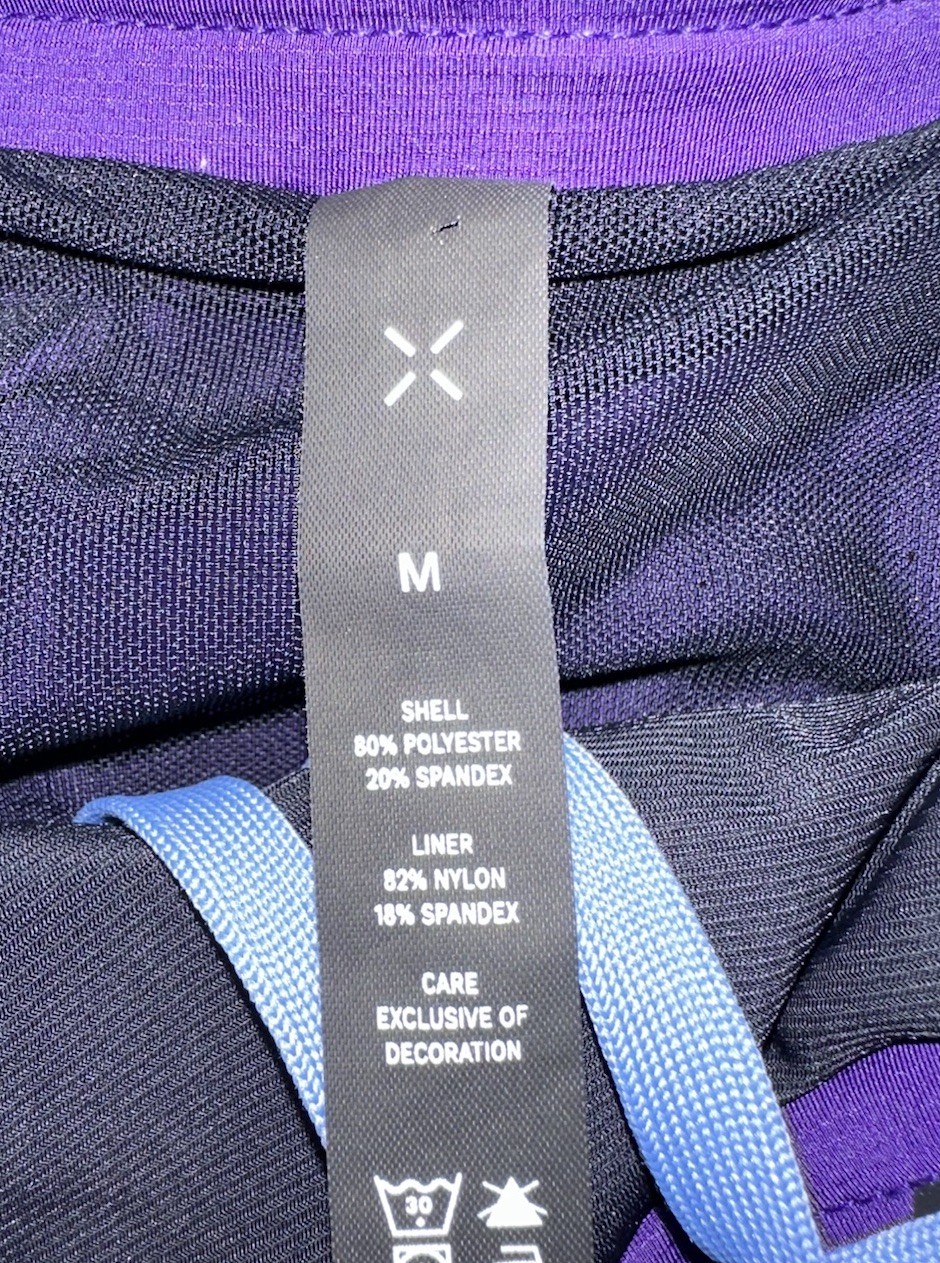 M
SHELL
80% POLYESTER
20% SPANDEX
LINER
82% NYLON
18% SPANDEX
CARE
EXCLUSIVE OF
DECORATION
30